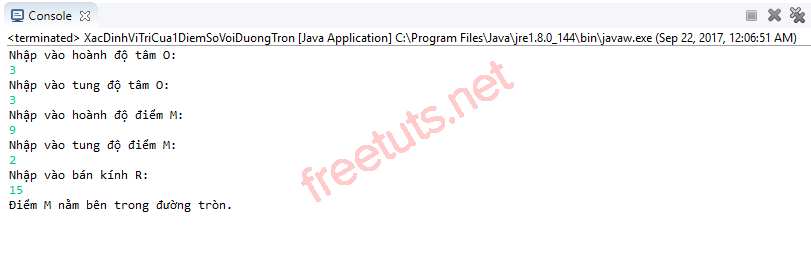 Console
<terminated> XacDinhViTriCua1DiemSoVoiDuongTron [Java Application] C:\Program Files\Java\jre1.8.0_144\bin\javaw.exe (Sep 22, 2017, 12:06:51 AM)
Nhập vào hoành độ tâm O:
3
Nhập vào tung độ tâm O:
3
Nhập vào hoành độ điểm M:
9
Nhập vào tung độ điểm M:
2
Nhập vào bán kính R:
15
Điểm M nằm bên trong đường tròn.
freetuts.net